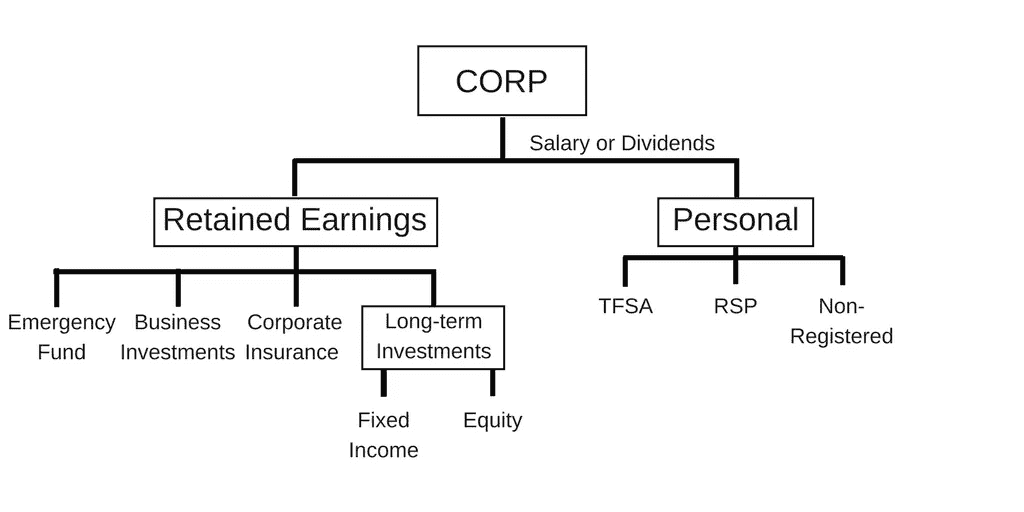 CORP
Salary or Dividends
Retained Earnings
Personal
Emergency
Fund
Business
Investments
Corporate
Insurance
Long-term
Investments
Fixed
Income
Equity
TFSA
RSP
Non-
Registered